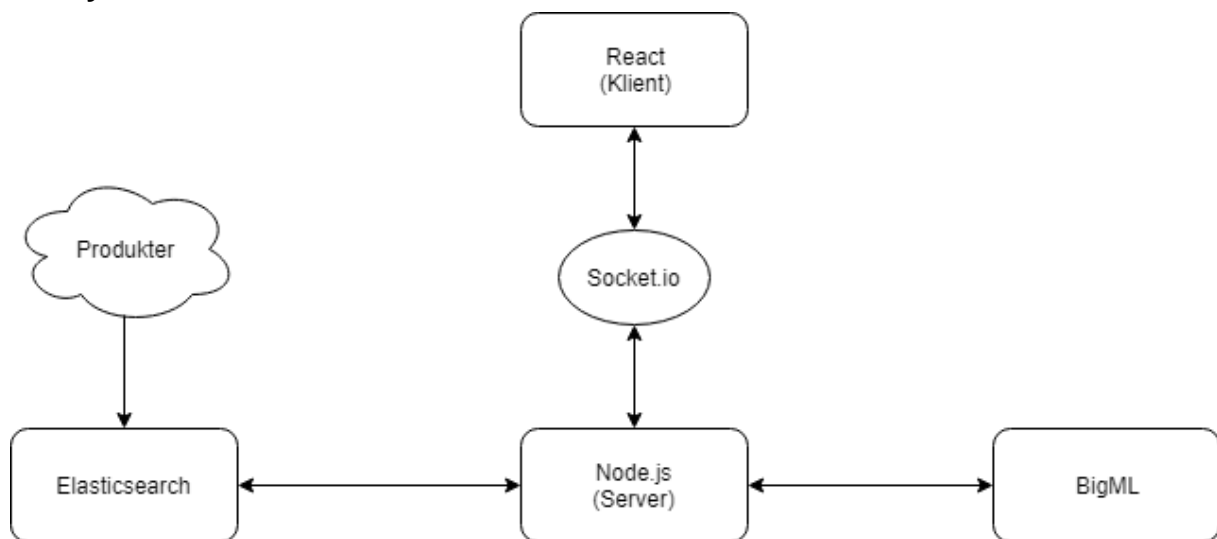 React
(Klient)
Produkter
Socket.io
Elasticsearch
Node.js
(Server)
BigML